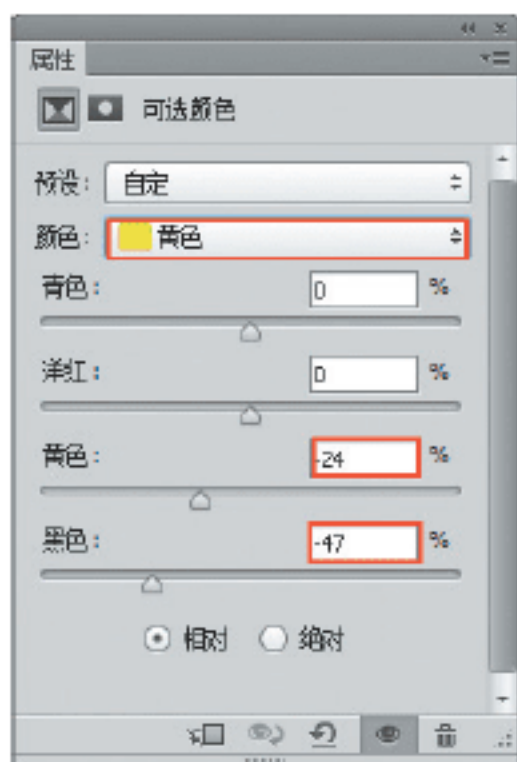 属性
可选颜色
预设: 自定
颜色: 黄色
青色: 0 %
洋红: 0 %
黄色: -24 %
黑色: -47 %
相对 绝对